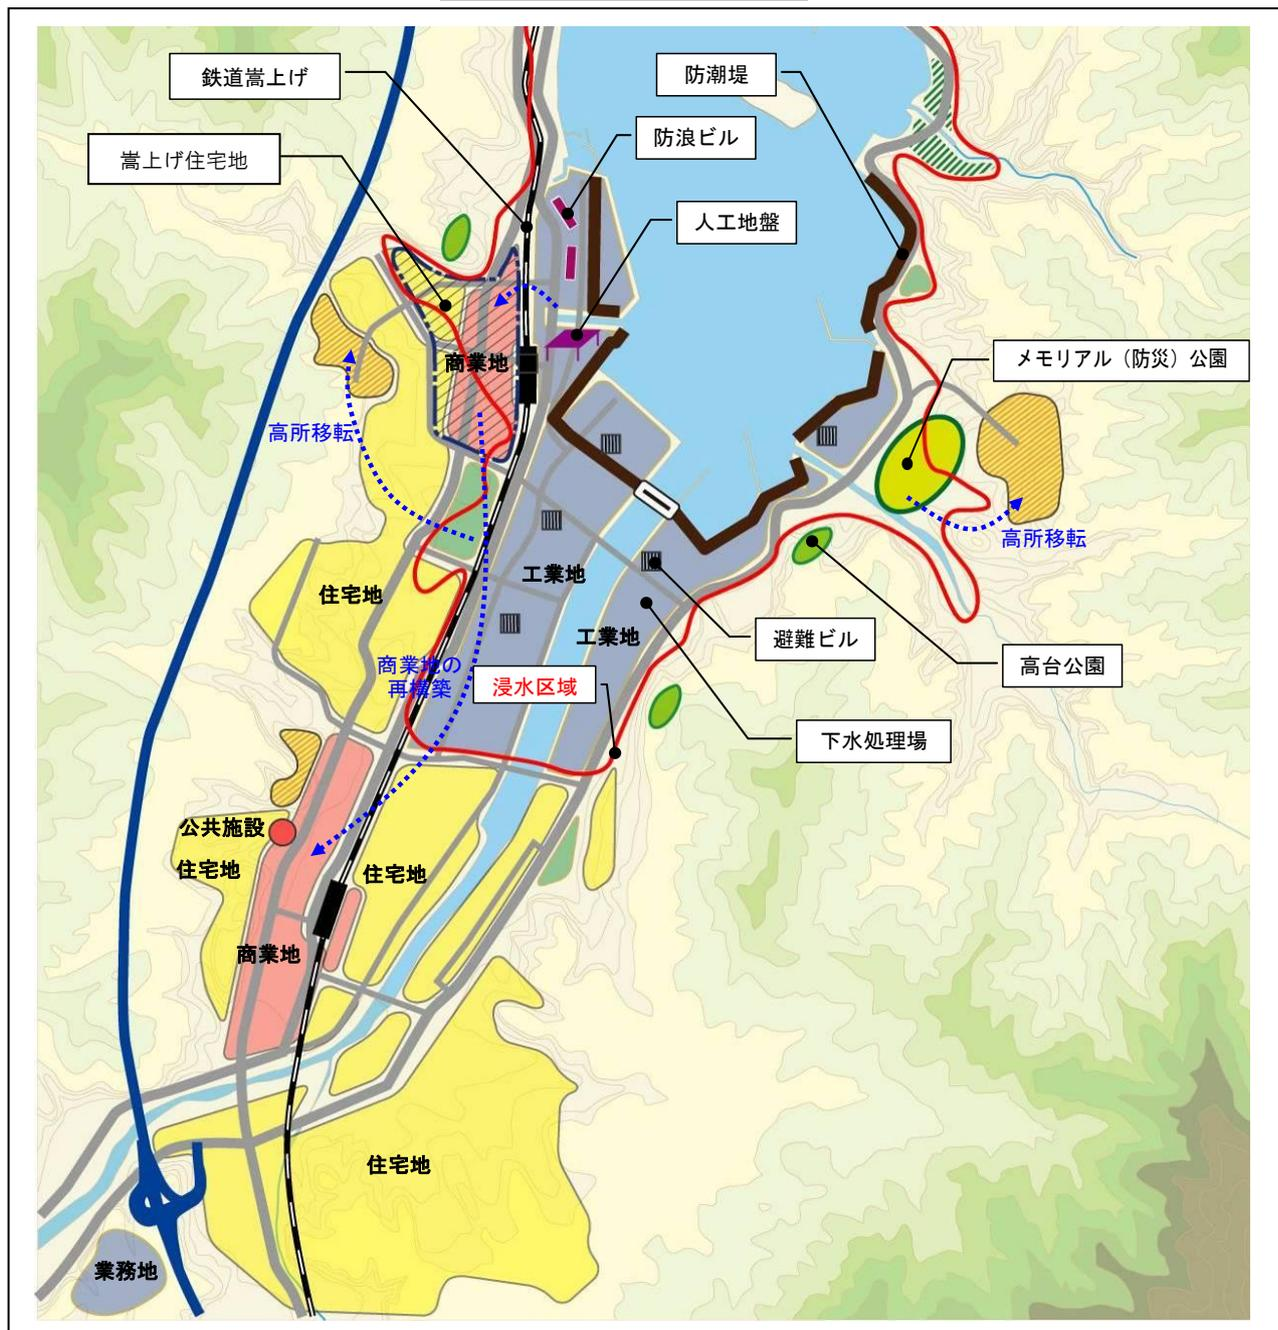 鉄道嵩上げ
防潮堤
防浪ビル
嵩上げ住宅地
人工地盤
メモリアル（防災）公園
商業地
高所移転
高所移転
工業地
住宅地
工業地
避難ビル
高台公園
商業地の
再構築
浸水区域
下水処理場
公共施設
住宅地
住宅地
商業地
住宅地
業務地